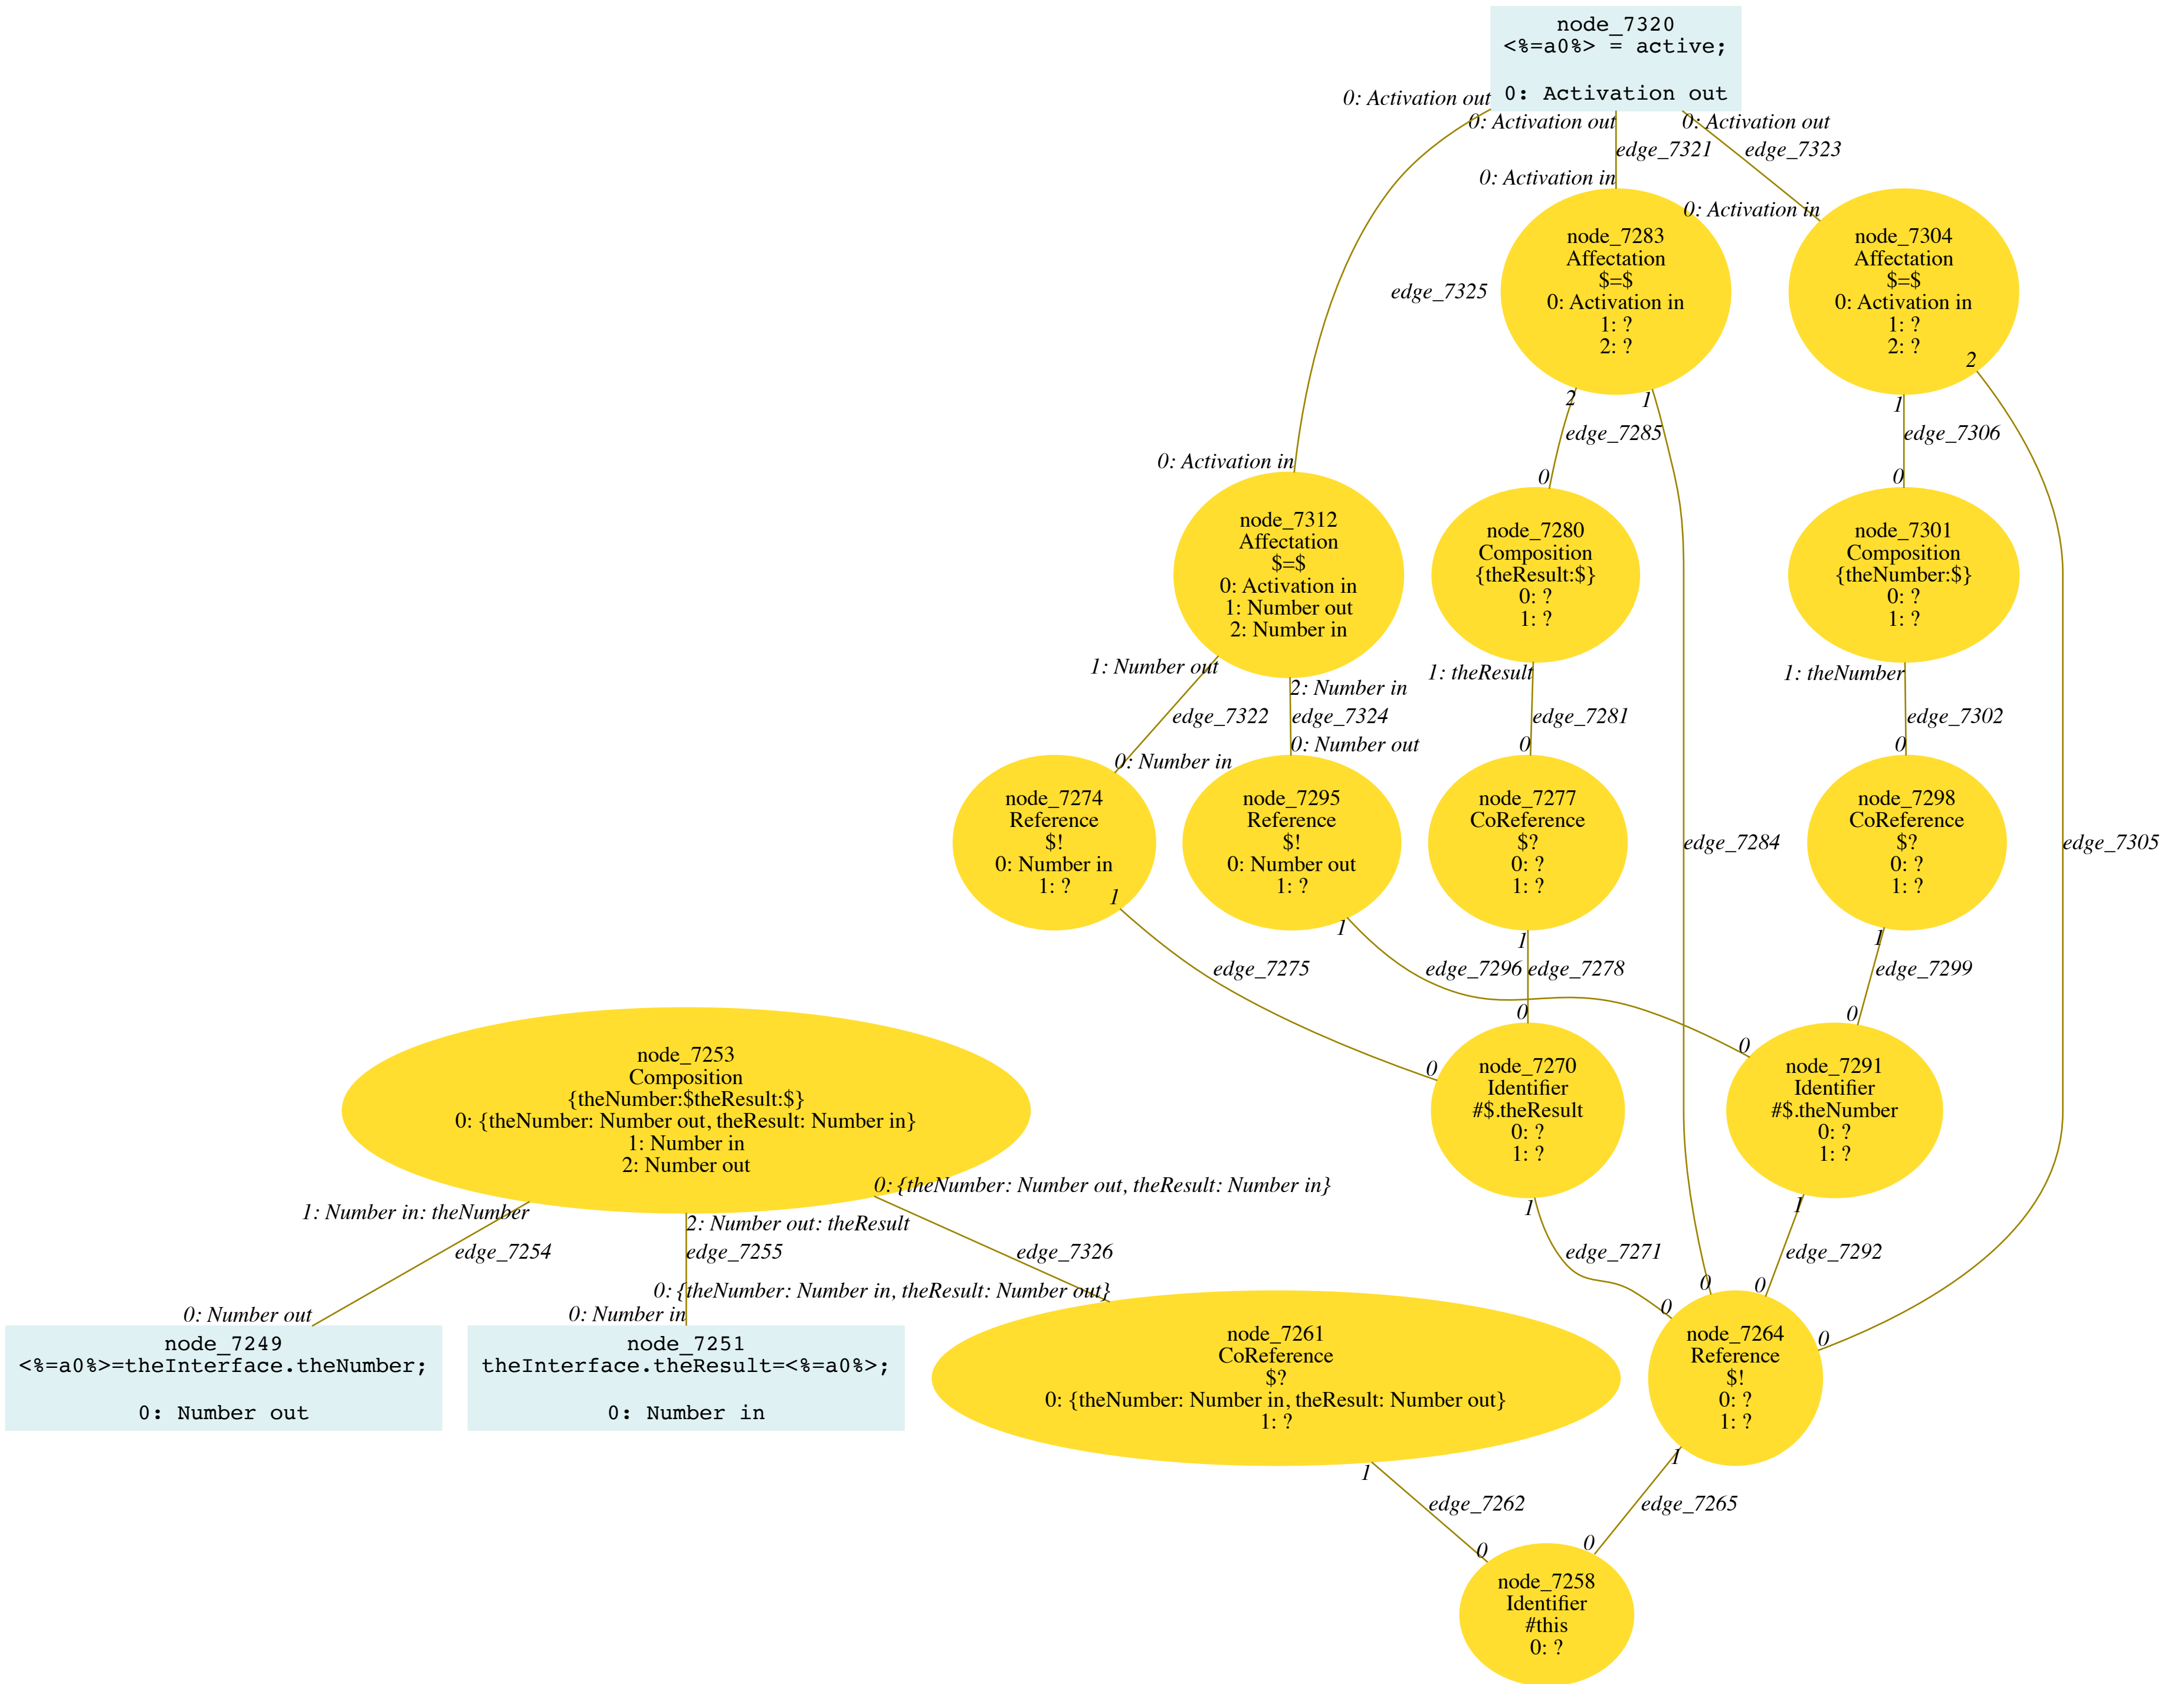 node_7320
<%=a0%> = active;
0: Activation out
0: Activation out
0: Activation out
0: Activation out
edge_7321
edge_7323
0: Activation in
0: Activation in
node_7283
Affectation
$=$
0: Activation in
1: ?
2: ?
node_7304
Affectation
$=$
0: Activation in
1: ?
2: ?
edge_7325
2
2
1
1
edge_7285
edge_7306
0: Activation in
0
0
node_7312
Affectation
$=$
0: Activation in
1: Number out
2: Number in
node_7280
Composition
{theResult:$}
0: ?
1: ?
node_7301
Composition
{theNumber:$}
0: ?
1: ?
1: Number out
2: Number in
1: theResult
1: theNumber
edge_7322
edge_7324
edge_7281
edge_7302
0: Number in
0: Number out
0
0
node_7274
Reference
$!
0: Number in
1: ?
node_7295
Reference
$!
0: Number out
1: ?
node_7277
CoReference
$?
0: ?
1: ?
edge_7284
node_7298
CoReference
$?
0: ?
1: ?
edge_7305
1
1
1
1
edge_7275
edge_7296
edge_7278
edge_7299
0
0
0
0
node_7253
Composition
{theNumber:$theResult:$}
0: {theNumber: Number out, theResult: Number in}
1: Number in
2: Number out
node_7270
Identifier
#$.theResult
0: ?
1: ?
node_7291
Identifier
#$.theNumber
0: ?
1: ?
1: Number in: theNumber
2: Number out: theResult
0: {theNumber: Number out, theResult: Number in}
1
1
edge_7254
edge_7255
edge_7326
edge_7271
edge_7292
0: Number out
0: Number in
0: {theNumber: Number in, theResult: Number out}
0
0
0
0
node_7249
<%=a0%>=theInterface.theNumber;
0: Number out
node_7251
theInterface.theResult=<%=a0%>;
0: Number in
node_7261
CoReference
$?
0: {theNumber: Number in, theResult: Number out}
1: ?
node_7264
Reference
$!
0: ?
1: ?
1
1
edge_7262
edge_7265
0
0
node_7258
Identifier
#this
0: ?